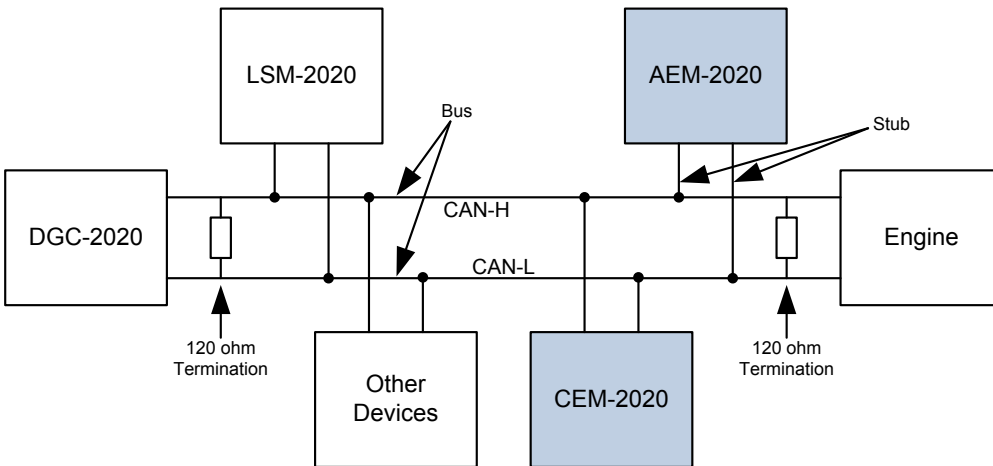 LSM-2020
AEM-2020
Bus
Stub
DGC-2020
CAN-H
Engine
CAN-L
120 ohm
Termination
120 ohm
Termination
Other
Devices
CEM-2020